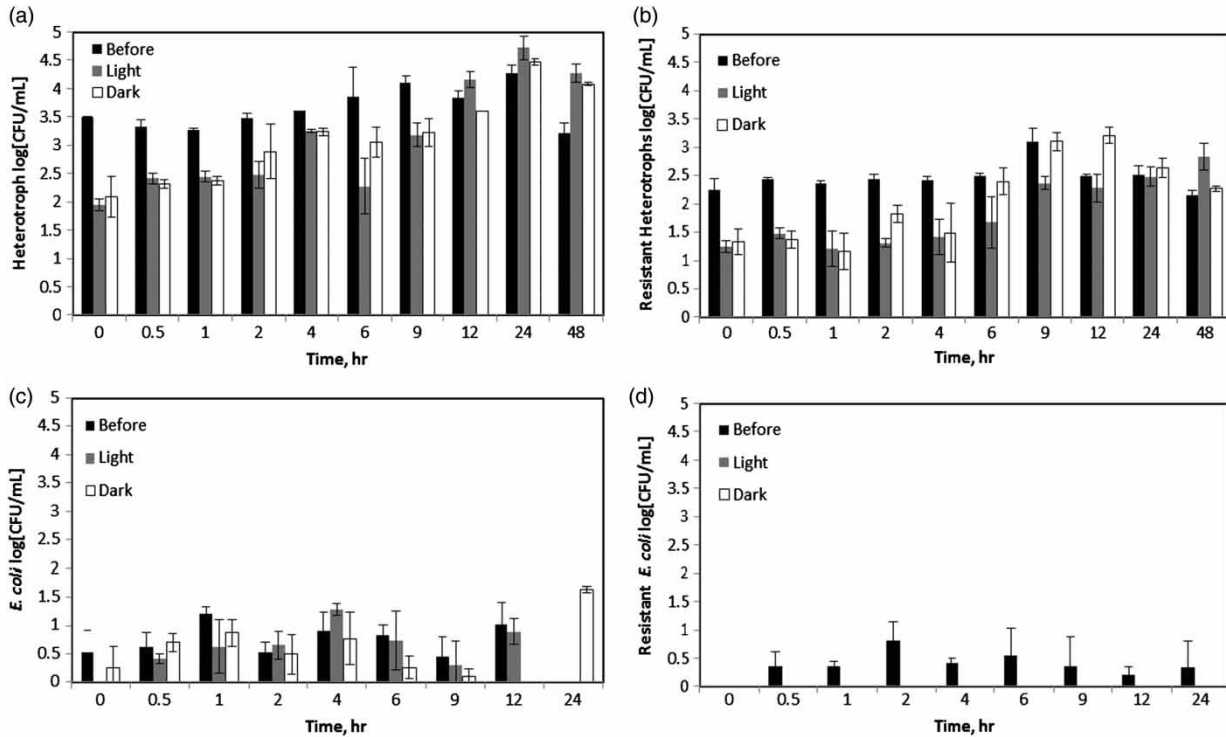 (a)
Heterotroph log[CFU/mL]
5
4.5
4
3.5
3
2.5
2
1.5
1
0.5
0
Before
Light
Dark
0 0.5 1 2 4 6 9 12 24 48
Time, hr
(b)
Resistant Heterotrophs log[CFU/mL]
5
4.5
4
3.5
3
2.5
2
1.5
1
0.5
0
Before
Light
Dark
0 0.5 1 2 4 6 9 12 24 48
Time, hr
(c)
E. coli log[CFU/mL]
5
4.5
4
3.5
3
2.5
2
1.5
1
0.5
0
Before
Light
Dark
0 0.5 1 2 4 6 9 12 24
Time, hr
(d)
Resistant E. coli log[CFU/mL]
5
4.5
4
3.5
3
2.5
2
1.5
1
0.5
0
Before
Light
Dark
0 0.5 1 2 4 6 9 12 24
Time, hr